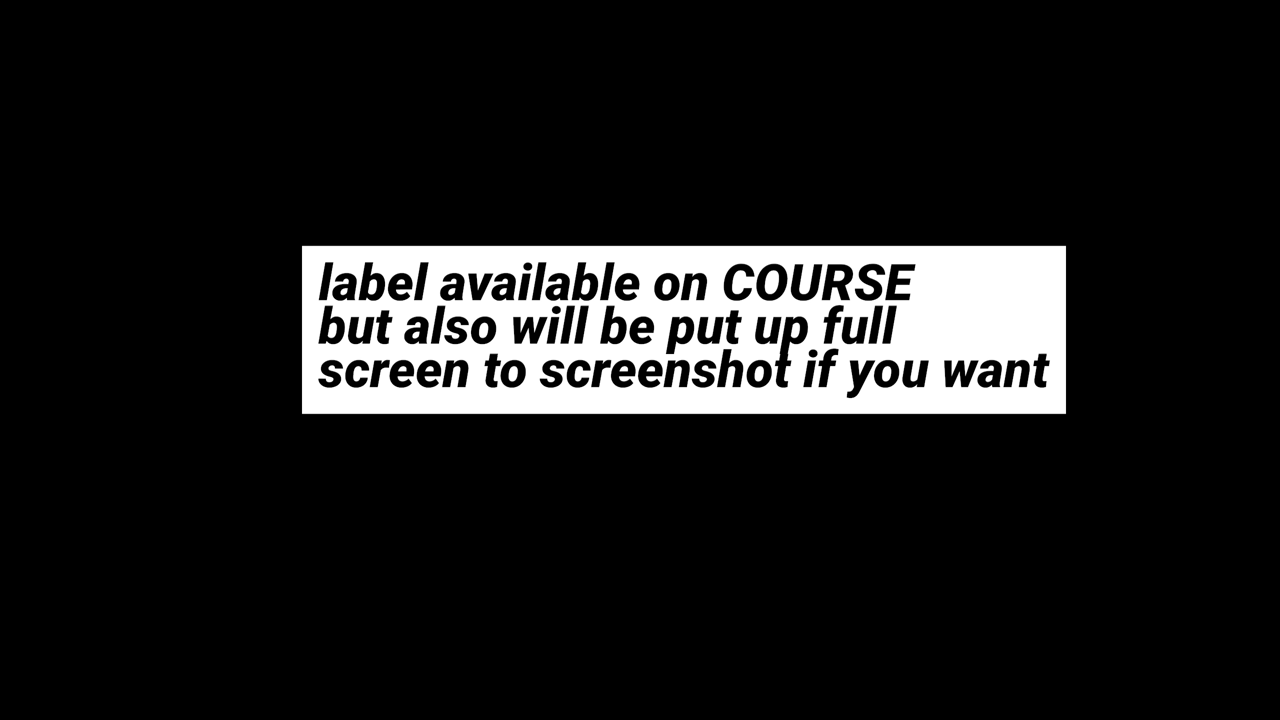 label available on COURSE
but also will be put up full
screen to screenshot if you want